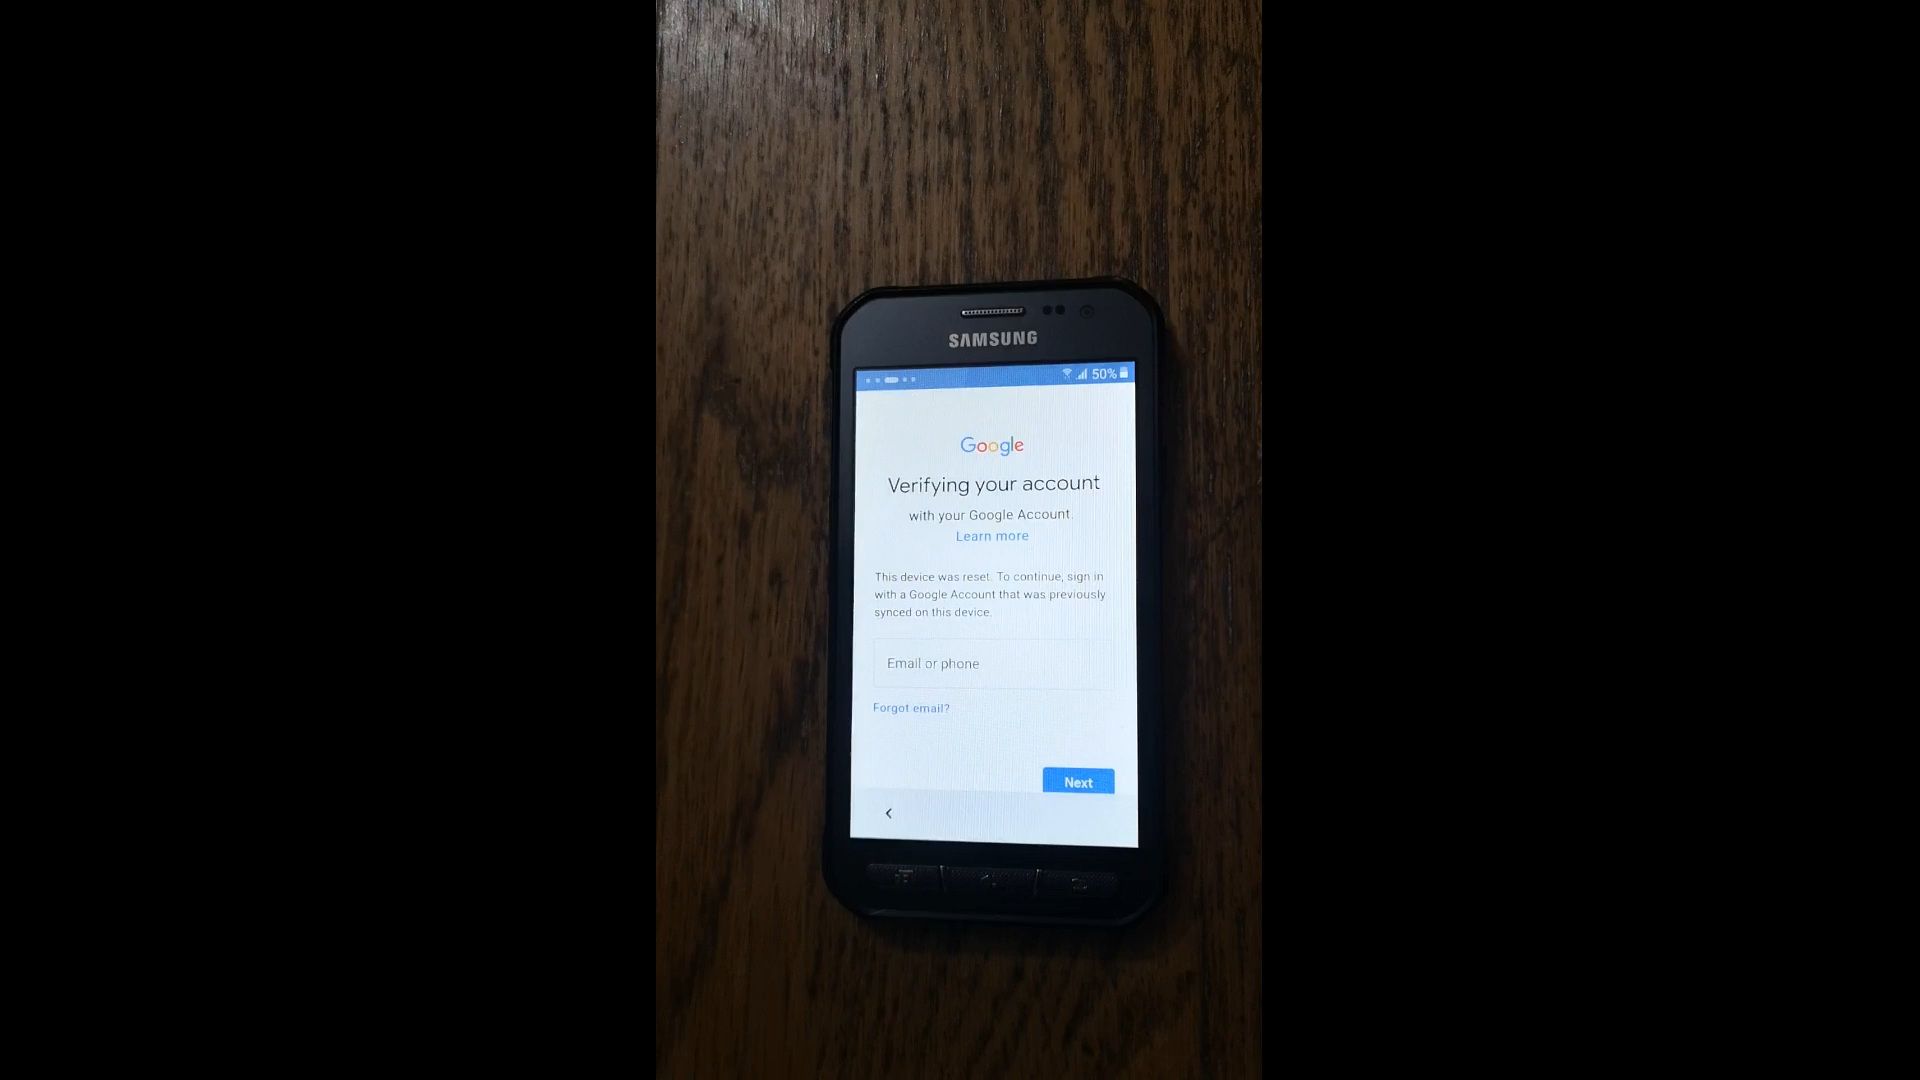 SAMSUNG
50%
Google
Verifying your account
with your Google Account.
Learn more
This device was reset. To continue, sign in
with a Google Account that was previously
synced on this device.
Email or phone
Forgot email?
Next